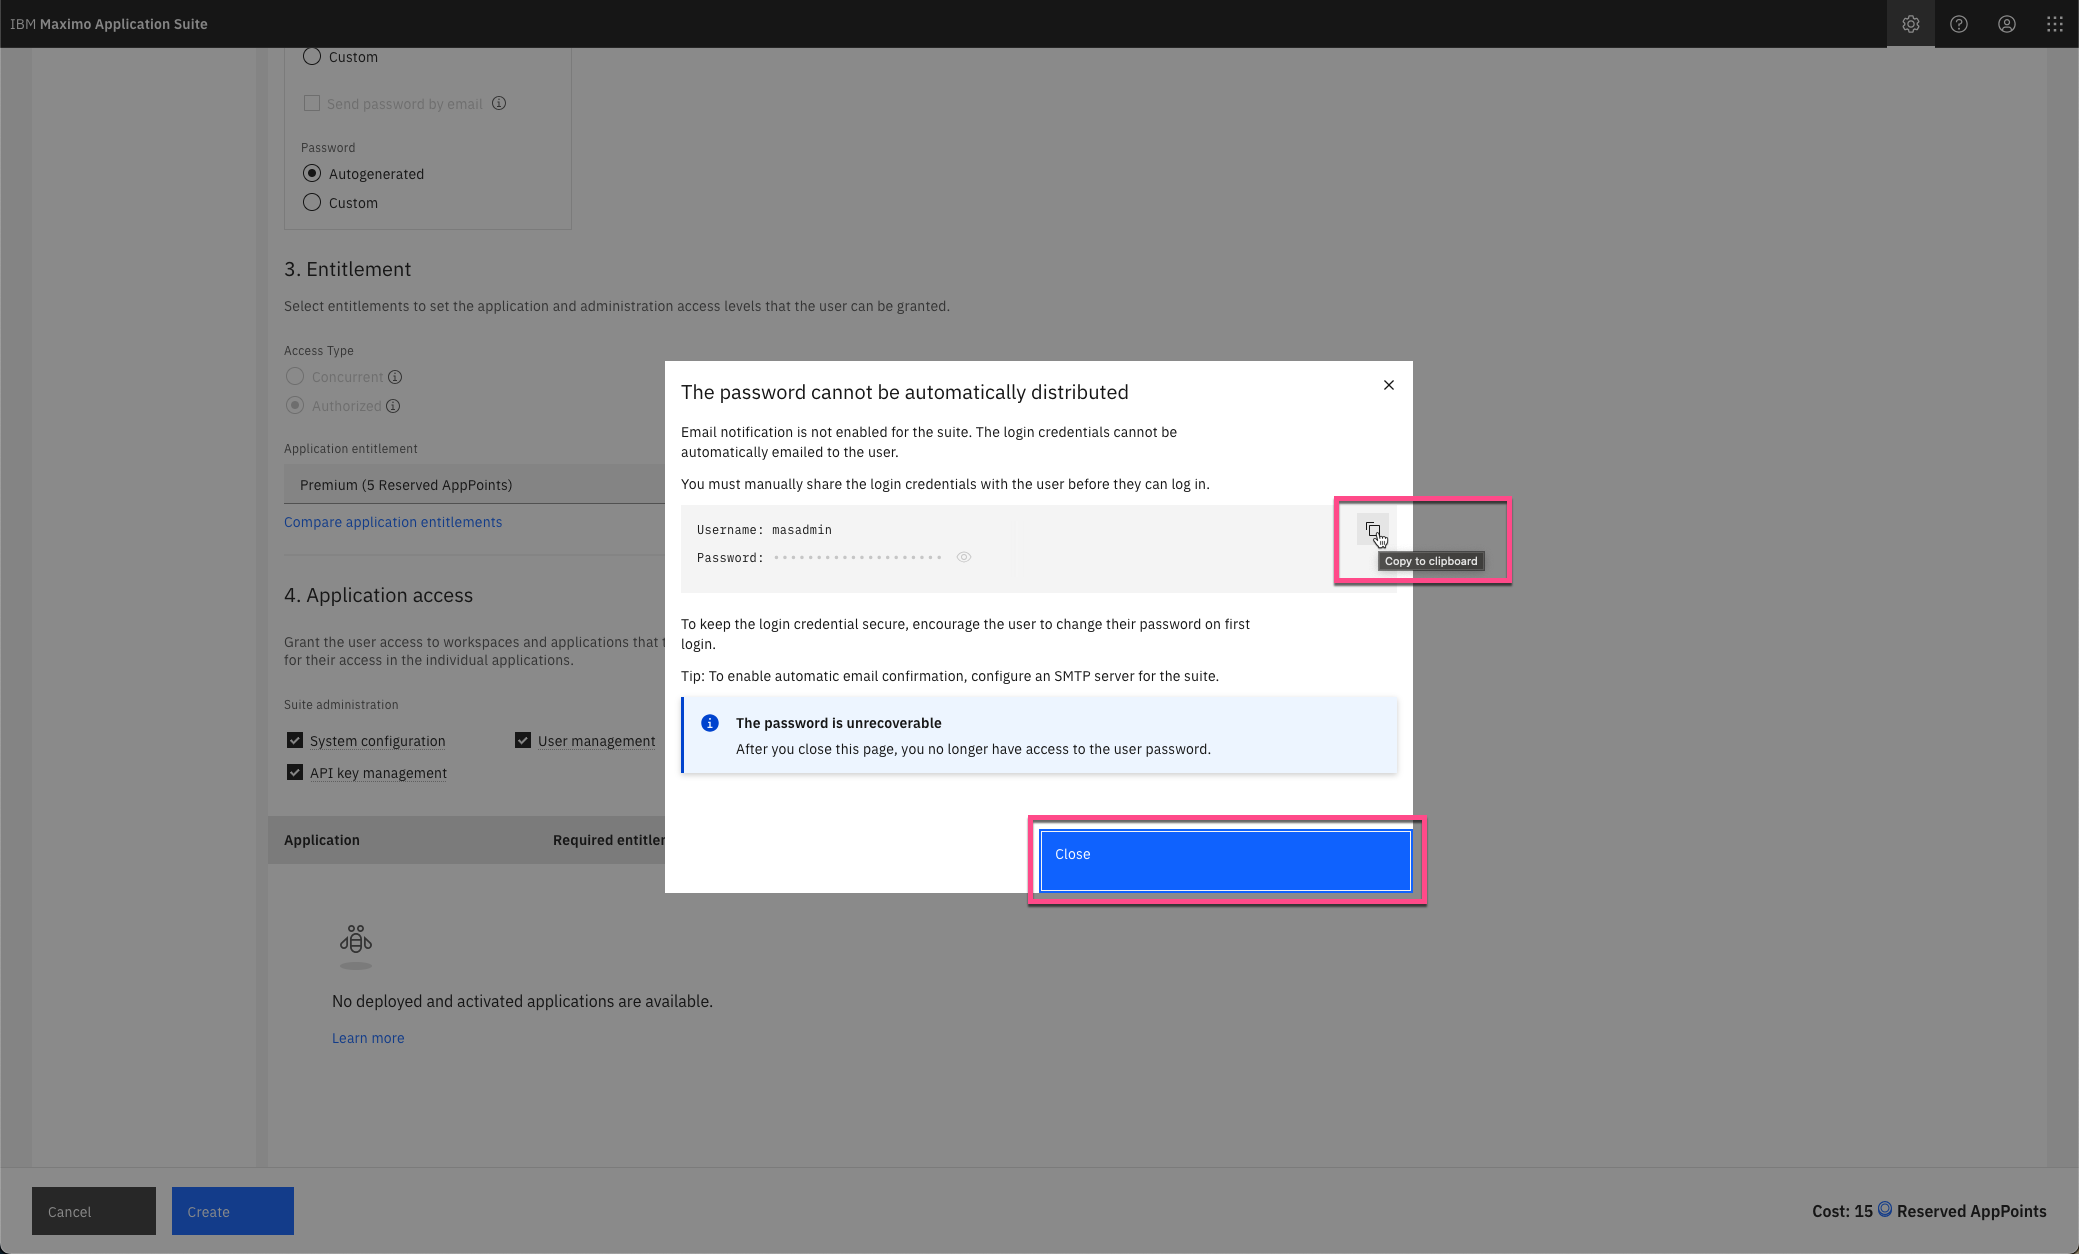 IBM Maximo Application Suite
Custom
Send password by email
Password
Autogenerated
Custom
3. Entitlement
Select entitlements to set the application and administration access levels that the user can be granted.
Access Type
Concurrent
Authorized
Application entitlement
Premium (5 Reserved AppPoints)
Compare application entitlements
4. Application access
Grant the user access to workspaces and applications that
for their access in the individual applications.
Suite administration
System configuration
User management
API key management
Application
Required
No deployed and activated applications are available.
Learn more
The password cannot be automatically distributed
Email notification is not enabled for the suite. The login credentials cannot be
automatically emailed to the user.
You must manually share the login credentials with the user before they can log in.
Username: masadmin
Password: ••••••••••••••••••••
Copy to clipboard
To keep the login credential secure, encourage the user to change their password on first
login.
Tip: To enable automatic email confirmation, configure an SMTP server for the suite.
The password is unrecoverable
After you close this page, you no longer have access to the user password.
Close
Cancel
Create
Cost: 15 Reserved AppPoints